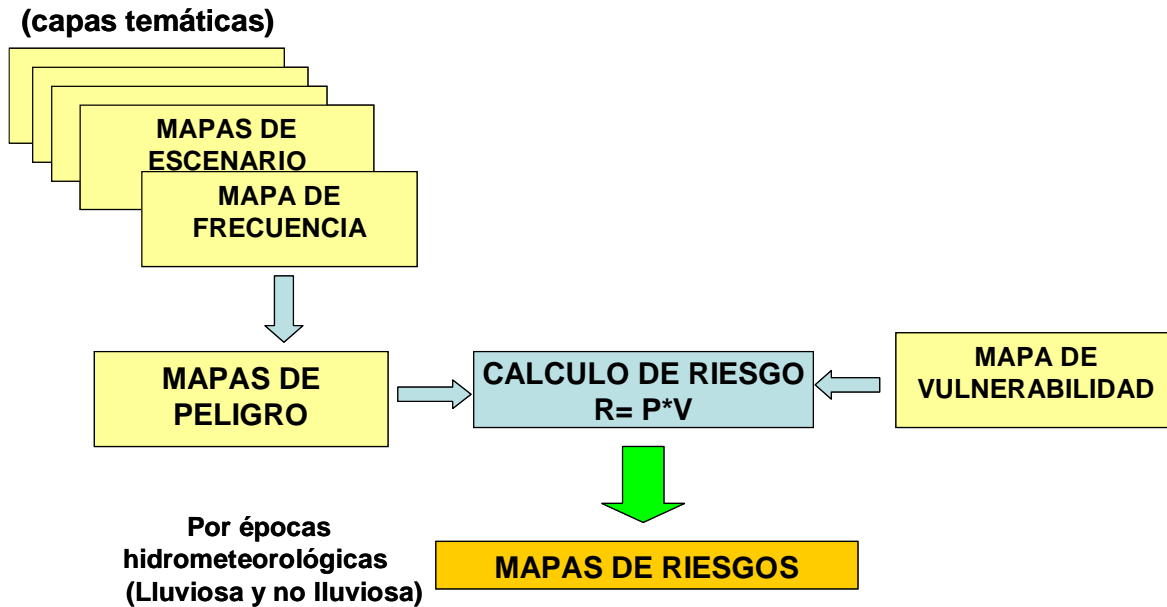 (capas temáticas)
MAPAS DE
ESCENARIO
MAPA DE
FRECUENCIA
MAPAS DE
PELIGRO
CALCULO DE RIESGO
R= P*V
MAPA DE
VULNERABILIDAD
Por épocas
hidrometeorológicas
(Lluviosa y no lluviosa)
MAPAS DE RIESGOS